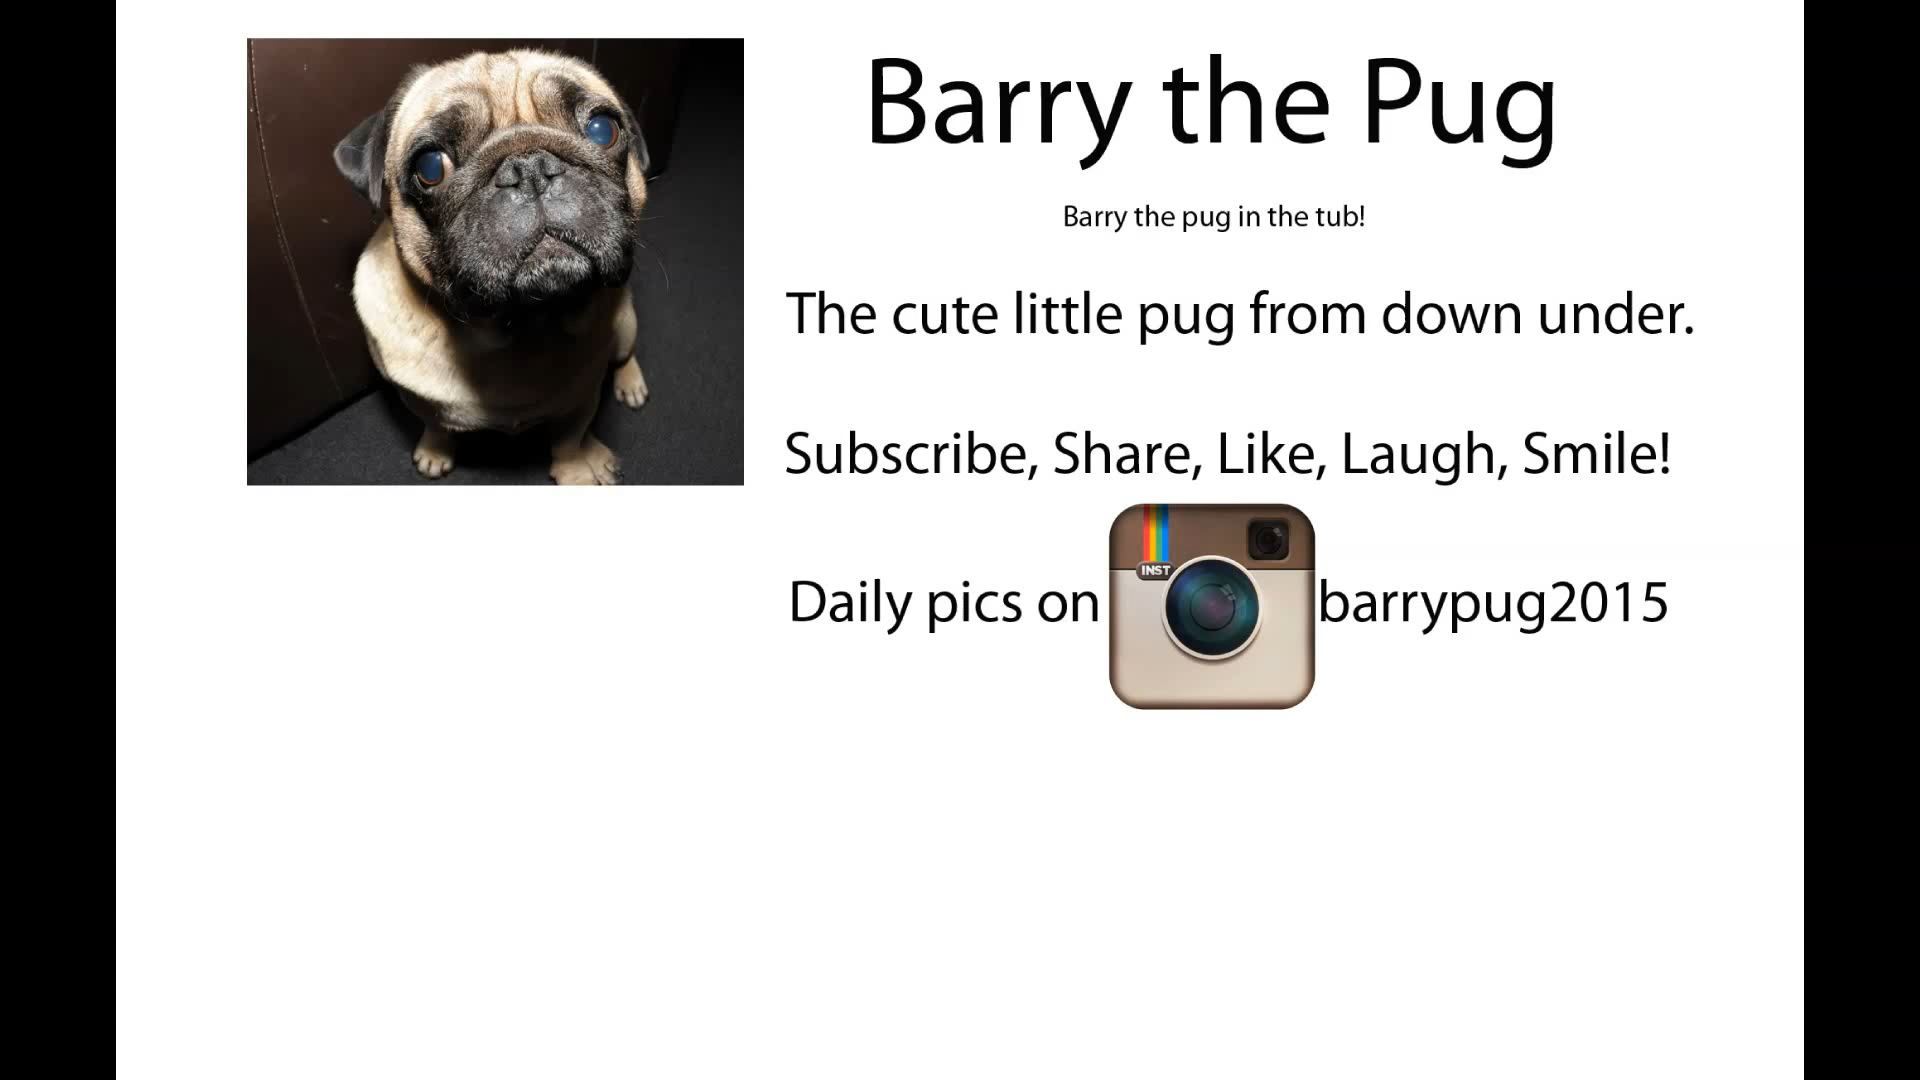 Barry the Pug
Barry the pug in the tub!
The cute little pug from down under.
Subscribe, Share, Like, Laugh, Smile!
INST
Daily pics on barrypug2015